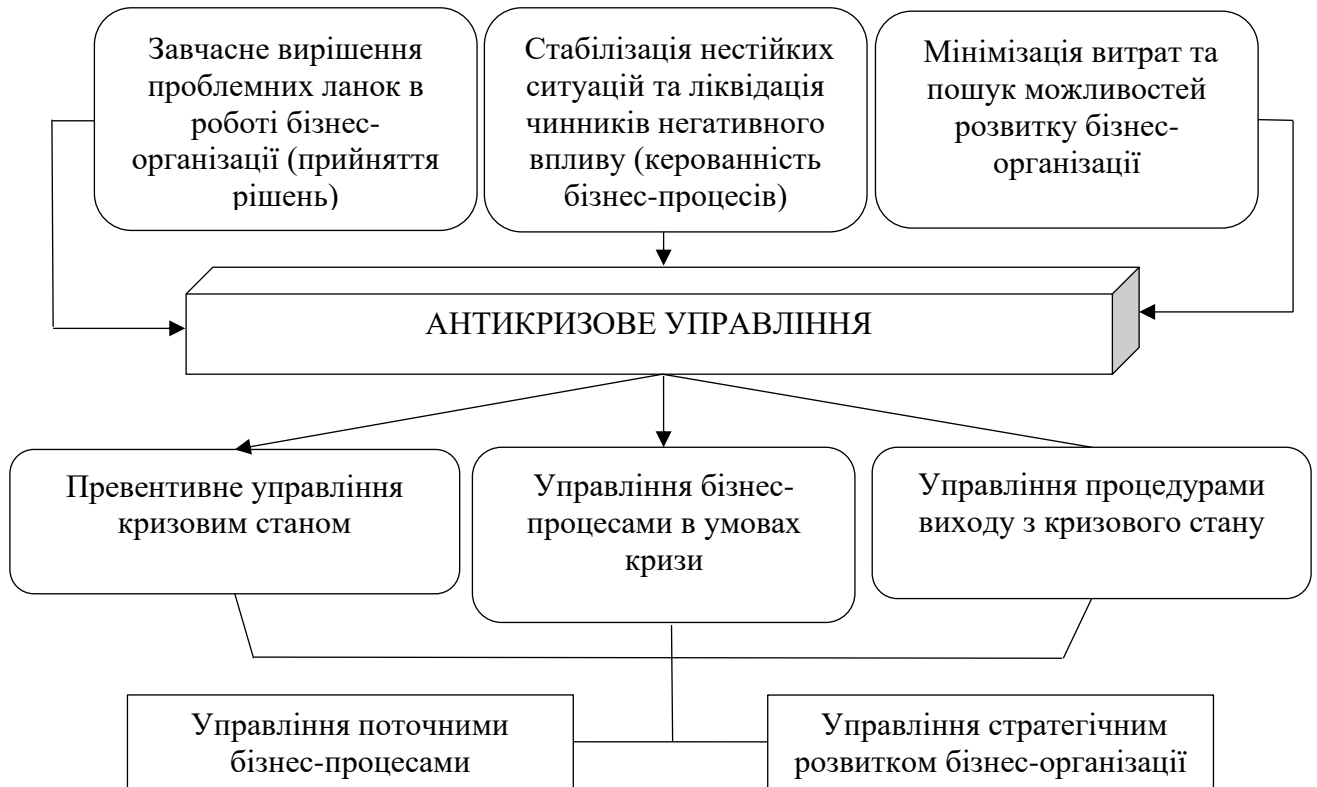 Завчасне вирішення
проблемних ланок в
роботі бізнес-
організації (прийняття
рішень)
Стабілізація нестійких
ситуацій та ліквідація
чинників негативного
впливу (керованність
бізнес-процесів)
Мінімізація витрат та
пошук можливостей
розвитку бізнес-
організації
АНТИКРИЗОВЕ УПРАВЛІННЯ
Превентивне управління
кризовим станом
Управління бізнес-
процесами в умовах
кризи
Управління процедурами
виходу з кризового стану
Управління поточними
бізнес-процесами
Управління стратегічним
розвитком бізнес-організації